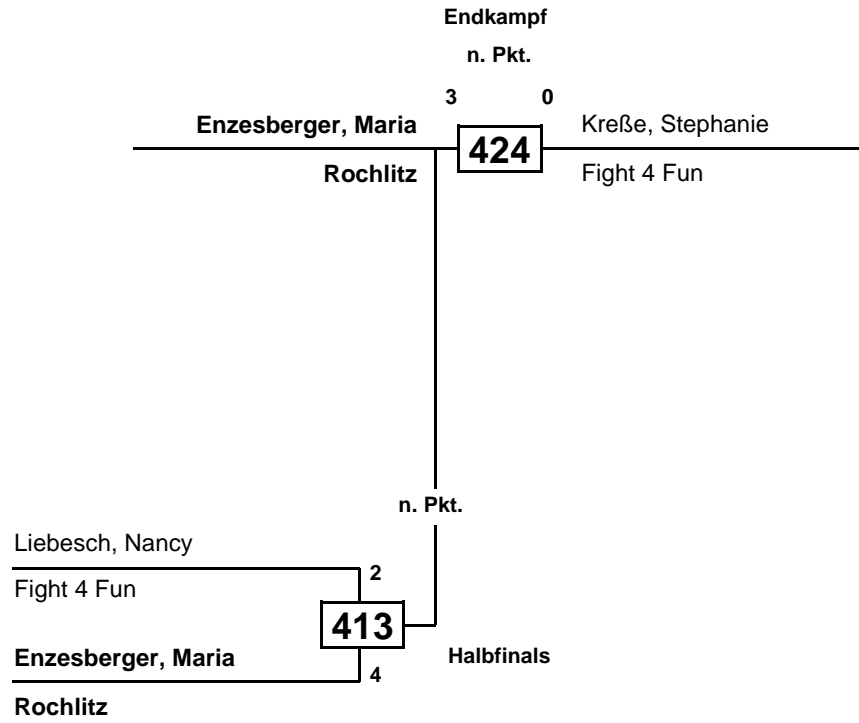 Endkampf
n. Pkt.
3 0
Enzesberger, Maria 424 Kreße, Stephanie
Rochlitz Fight 4 Fun
n. Pkt.
Liebesch, Nancy
2
Fight 4 Fun
413
Enzesberger, Maria Halbfinals
4
Rochlitz